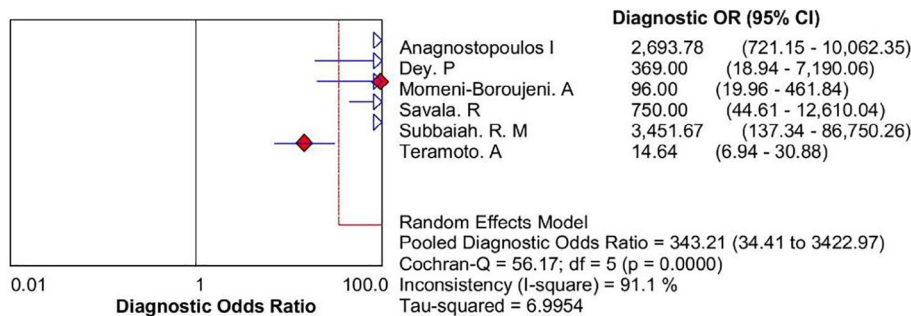 Diagnostic OR (95% CI)
Anagnostopoulos I 2,693.78 (721.15 - 10,062.35)
Dey. P 369.00 (18.94 - 7,190.06)
Momeni-Boroujeni. A 96.00 (19.96 - 461.84)
Savala. R 750.00 (44.61 - 12,610.04)
Subbaiah. R. M 3,451.67 (137.34 - 86,750.26)
Teramoto. A 14.64 (6.94 - 30.88)
Random Effects Model
Pooled Diagnostic Odds Ratio = 343.21 (34.41 to 3422.97)
Cochran-Q = 56.17; df = 5 (p = 0.0000)
0.01 1 100.0 Inconsistency (I-square) = 91.1 %
Diagnostic Odds Ratio Tau-squared = 6.9954